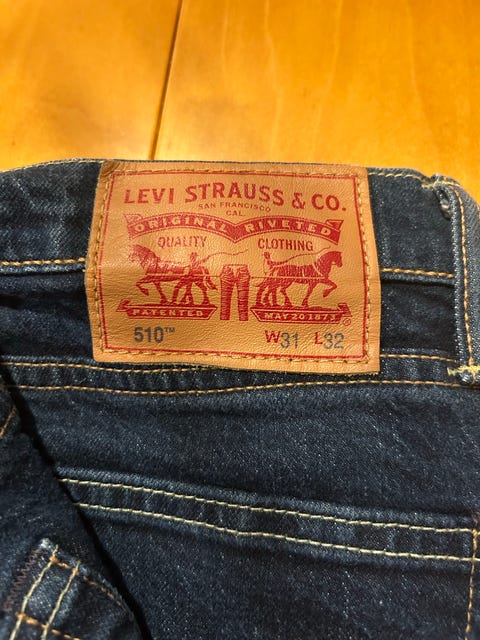 LEVI STRAUSS & CO.
SAN FRANCISCO
CAL.
ORIGINAL RIVETED
QUALITY CLOTHING
PATENTED MAY 20 1873 ®
510™ W31 L32